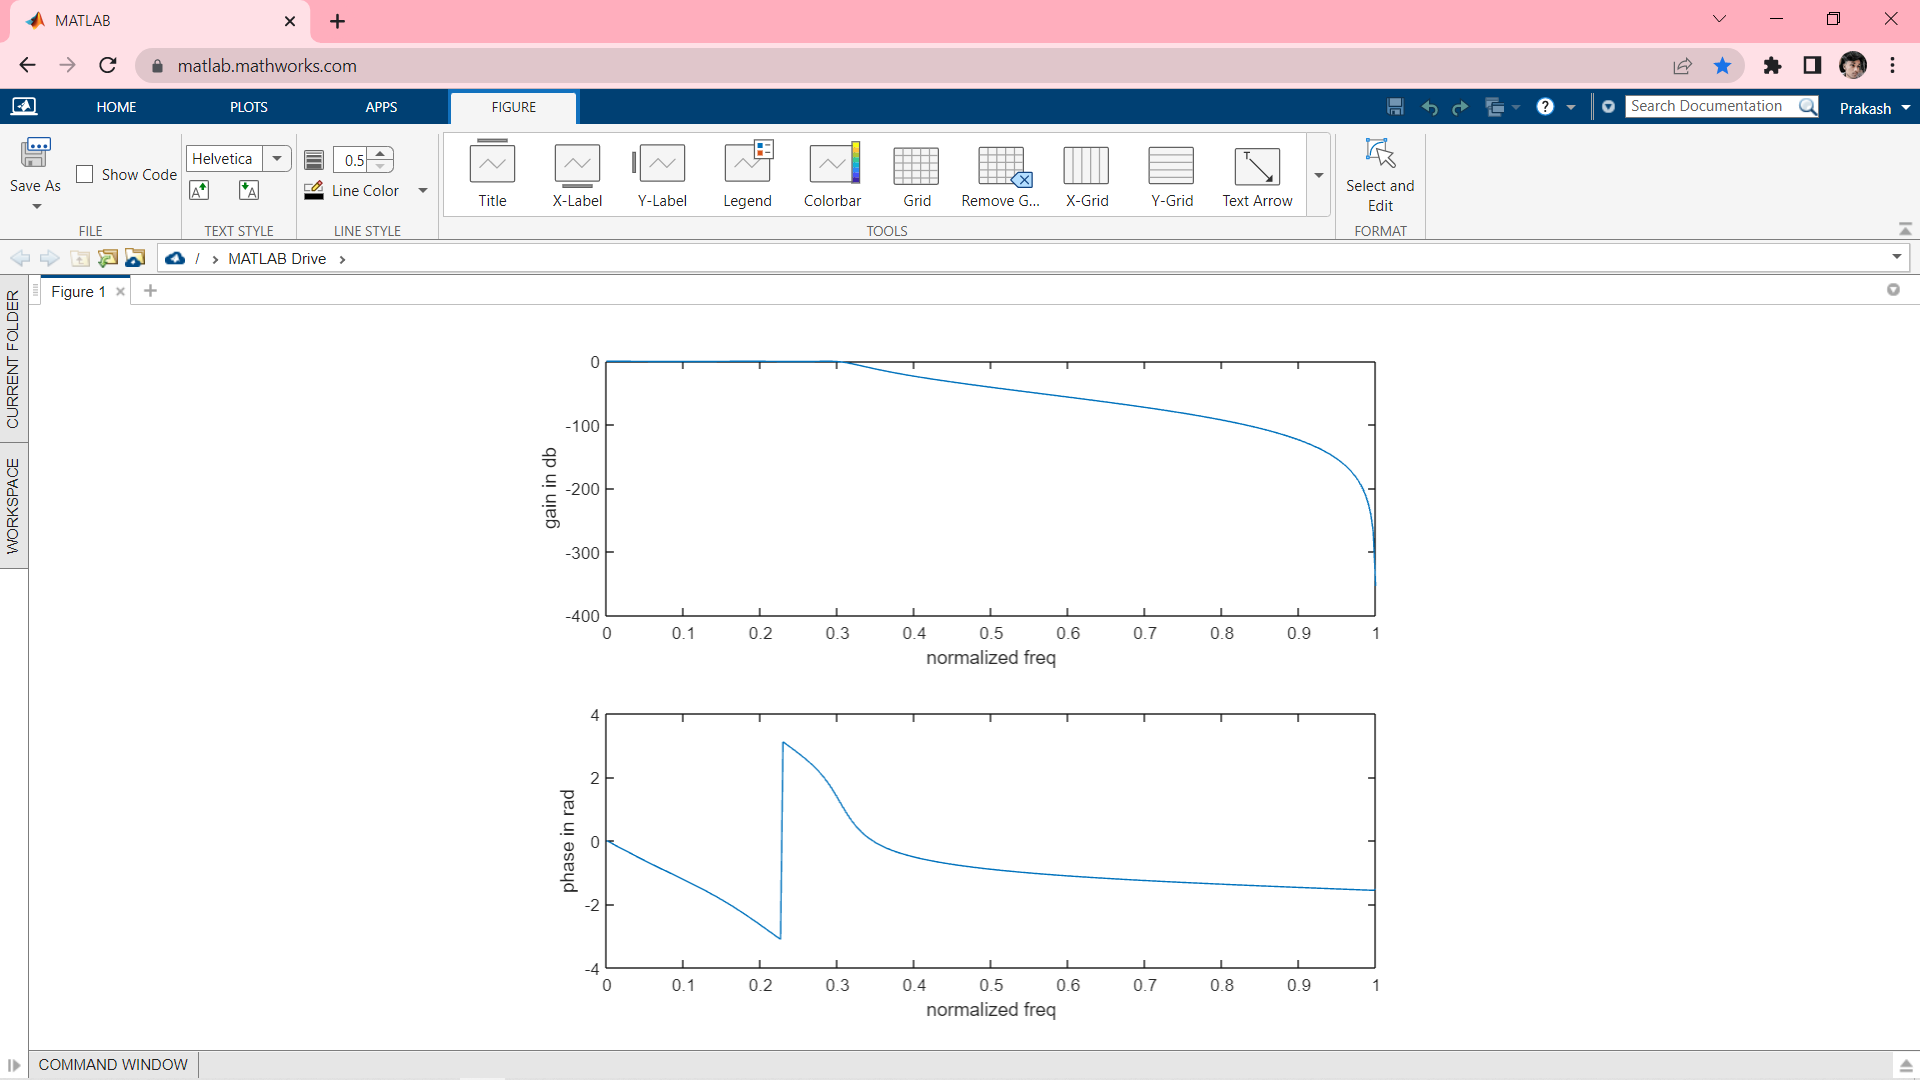 MATLAB
matlab.mathworks.com
HOME PLOTS APPS FIGURE Search Documentation Prakash
Save As Show Code Helvetica 0.5 Line Color
Title X-Label Y-Label Legend Colorbar Grid Remove G... X-Grid Y-Grid Text Arrow Select and Edit
FILE TEXT STYLE LINE STYLE TOOLS FORMAT
/ > MATLAB Drive >
CURRENT FOLDER
WORKSPACE
Figure 1
0
-100
-200
-300
-400
gain in db
0 0.1 0.2 0.3 0.4 0.5 0.6 0.7 0.8 0.9 1
normalized freq
4
2
0
-2
-4
phase in rad
0 0.1 0.2 0.3 0.4 0.5 0.6 0.7 0.8 0.9 1
normalized freq
COMMAND WINDOW